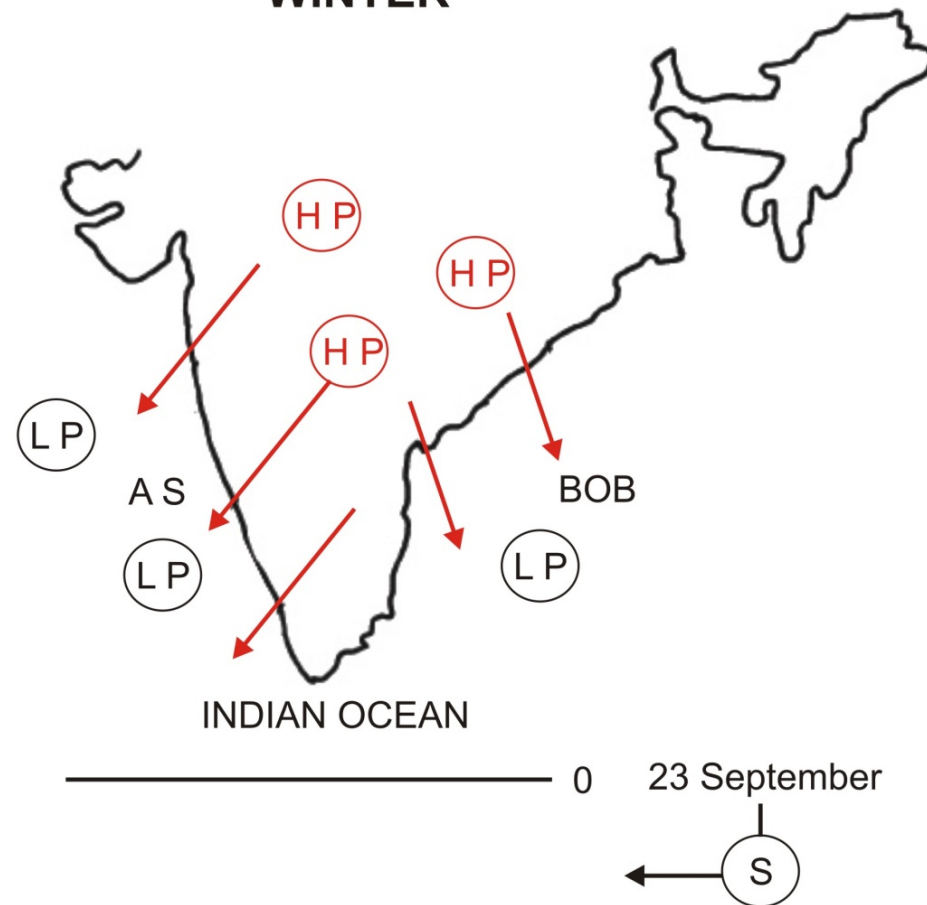 WINTER
H P
H P
H P
L P
A S
BOB
L P
L P
INDIAN OCEAN
0
23 September
S